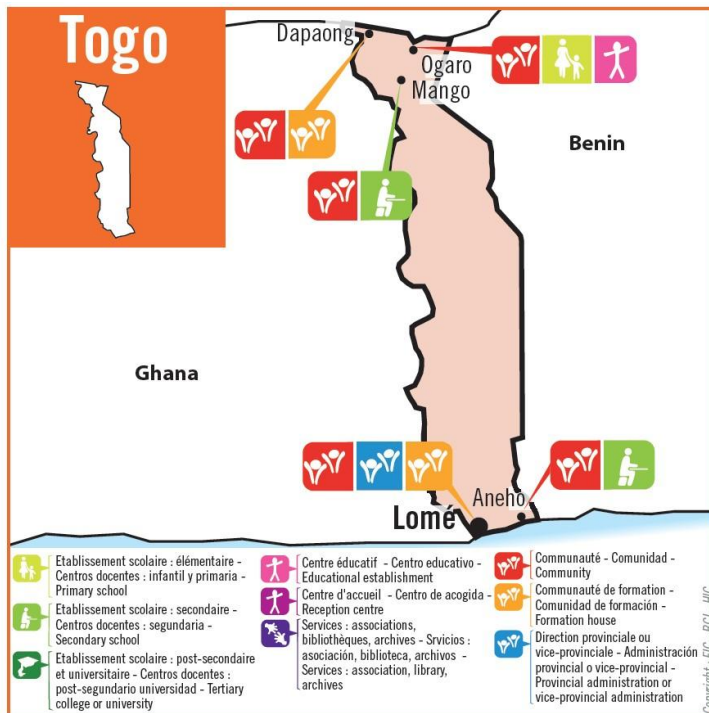 Togo
Dapaong
Ogaro
Mango
Benin
Ghana
Aneho
Lomé
Etablissement scolaire : élémentaire -
Centros docentes : infantil y primaria -
Primary school
Etablissement scolaire : secondaire -
Centros docentes : segundaria -
Secondary school
Etablissement scolaire : post-secondaire
et universitaire - Centros docentes :
post-segundario universidad - Tertiary
college or university
Centre éducatif - Centro educativo -
Educational establishment
Centre d'accueil - Centro de acogida -
Reception centre
Services : associations,
bibliothèques, archives - Srvicios :
asociación, biblioteca, archivos -
Services : association, library,
archives
Communauté - Comunidad -
Community
Communauté de formation -
Comunidad de formación -
Formation house
Direction provinciale ou
vice-provinciale - Administración
provincial o vice-provincial -
Provincial administration or
vice-provincial administration
Copyright : FIC - BGI - HIC